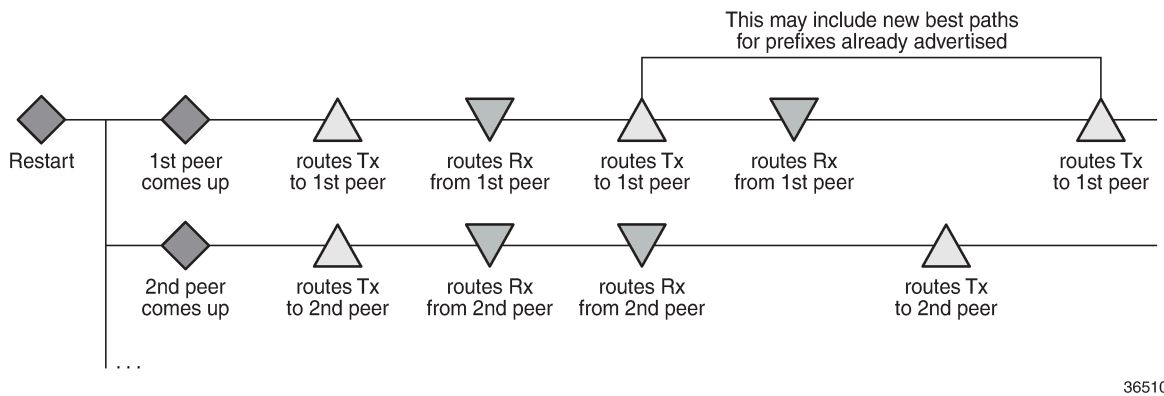 This may include new best paths
for prefixes already advertised
Restart
1st peer
comes up
routes Tx
to 1st peer
routes Rx
from 1st peer
routes Tx
to 1st peer
routes Rx
from 1st peer
routes Tx
to 1st peer
2nd peer
comes up
routes Tx
to 2nd peer
routes Rx
from 2nd peer
routes Rx
from 2nd peer
routes Tx
to 2nd peer
. . .
36510